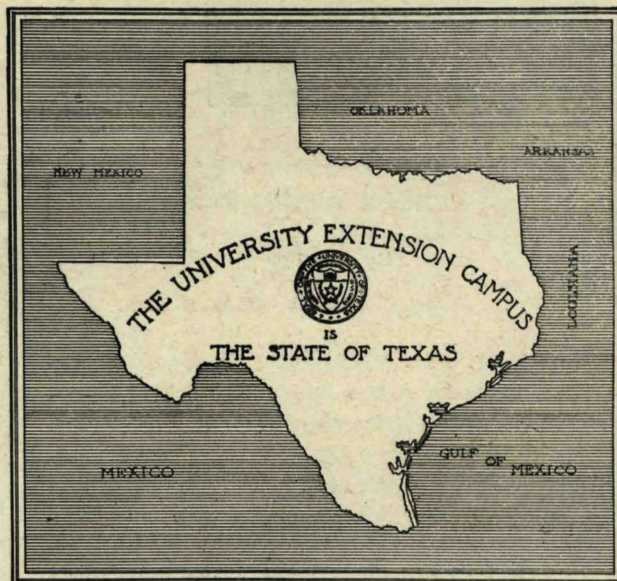 OKLAHOMA
ARKANSAS
NEW MEXICO
LOUISIANA
THE UNIVERSITY EXTENSION CAMPUS
IS
THE STATE OF TEXAS
MEXICO
GULF OF MEXICO